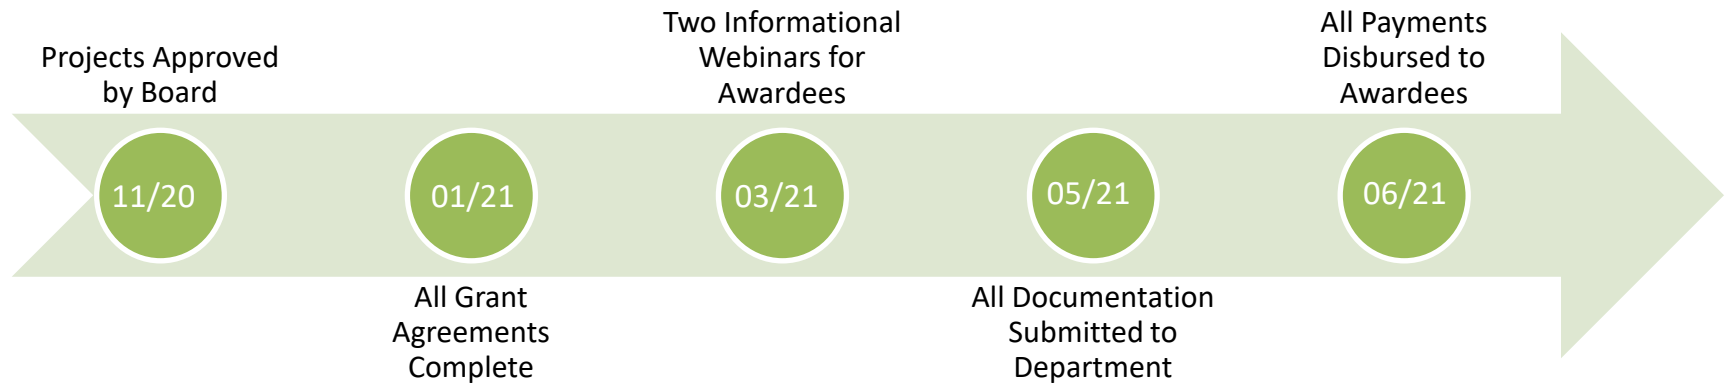 Projects Approved
by Board
11/20
01/21
All Grant
Agreements
Complete
Two Informational
Webinars for
Awardees
03/21
05/21
All Documentation
Submitted to
Department
All Payments
Disbursed to
Awardees
06/21